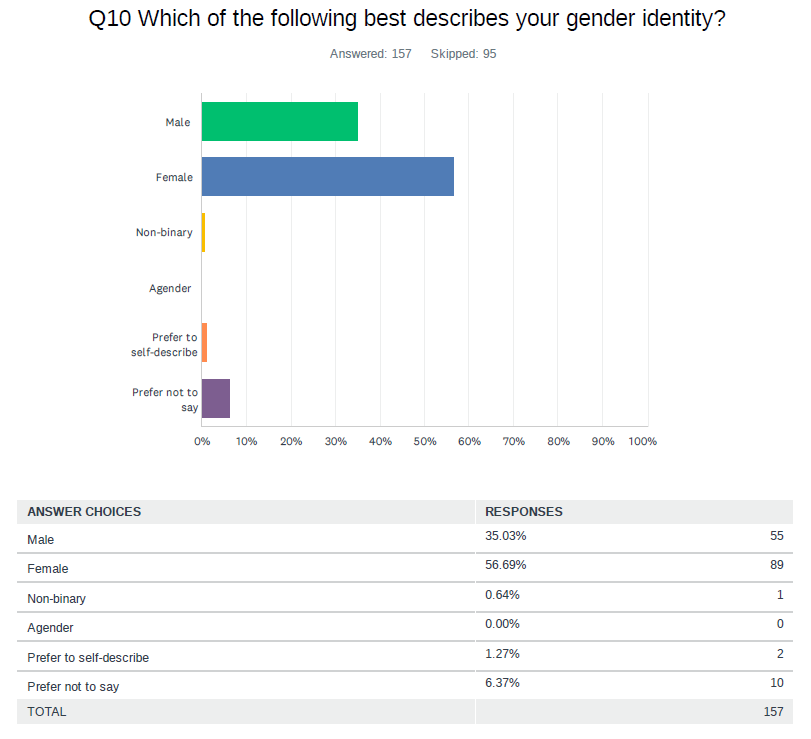 Q10 Which of the following best describes your gender identity?
Answered: 157 Skipped: 95
Male
Female
Non-binary
Agender
Prefer to
self-describe
Prefer not to
say
0% 10% 20% 30% 40% 50% 60% 70% 80% 90% 100%
ANSWER CHOICES RESPONSES
Male 35.03% 55
Female 56.69% 89
Non-binary 0.64% 1
Agender 0.00% 0
Prefer to self-describe 1.27% 2
Prefer not to say 6.37% 10
TOTAL 157